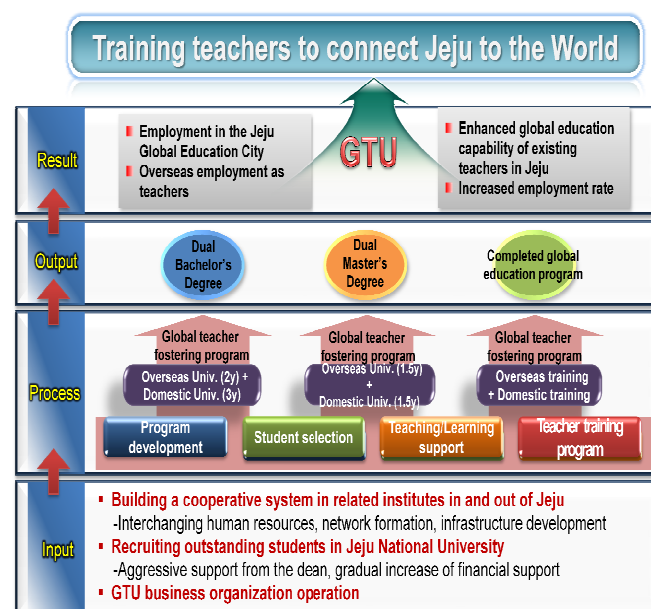 Training teachers to connect Jeju to the World
Result
Employment in the Jeju
Global Education City
Overseas employment as
teachers
GTU
Enhanced global education
capability of existing
teachers in Jeju
Increased employment rate
Output
Dual
Bachelor's
Degree
Dual
Master's
Degree
Completed global
education program
Process
Global teacher
fostering program
Overseas Univ. (2y) +
Domestic Univ. (3y)
Global teacher
fostering program
Overseas Univ. (1.5y)
+
Domestic Univ. (1.5y)
Global teacher
fostering program
Overseas training
+ Domestic training
Program
development
Student selection
Teaching/Learning
support
Teacher training
program
Input
Building a cooperative system in related institutes in and out of Jeju
-Interchanging human resources, network formation, infrastructure development
Recruiting outstanding students in Jeju National University
-Aggressive support from the dean, gradual increase of financial support
GTU business organization operation